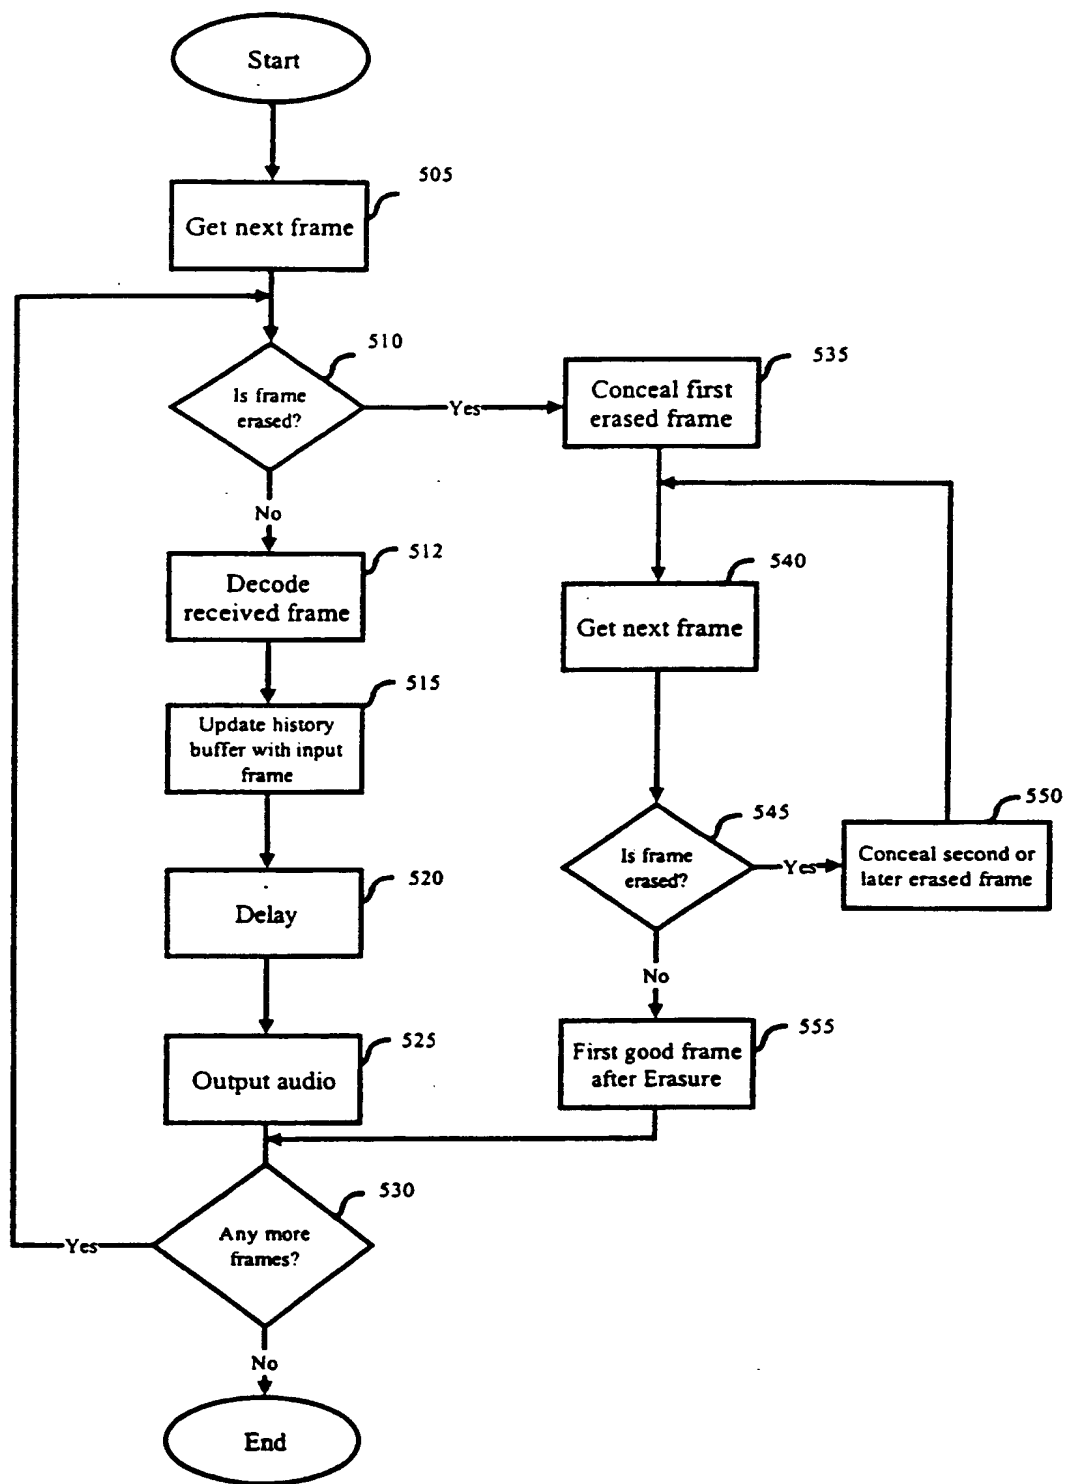 Start
505
Get next frame
510
Is frame
erased?
Yes
535
Conceal first
erased frame
No
512
Decode
received frame
540
Get next frame
515
Update history
buffer with input
frame
545
Is frame
erased?
Yes
550
Conceal second or
later erased frame
520
Delay
No
525
Output audio
555
First good frame
after Erasure
530
Any more
frames?
Yes
No
End